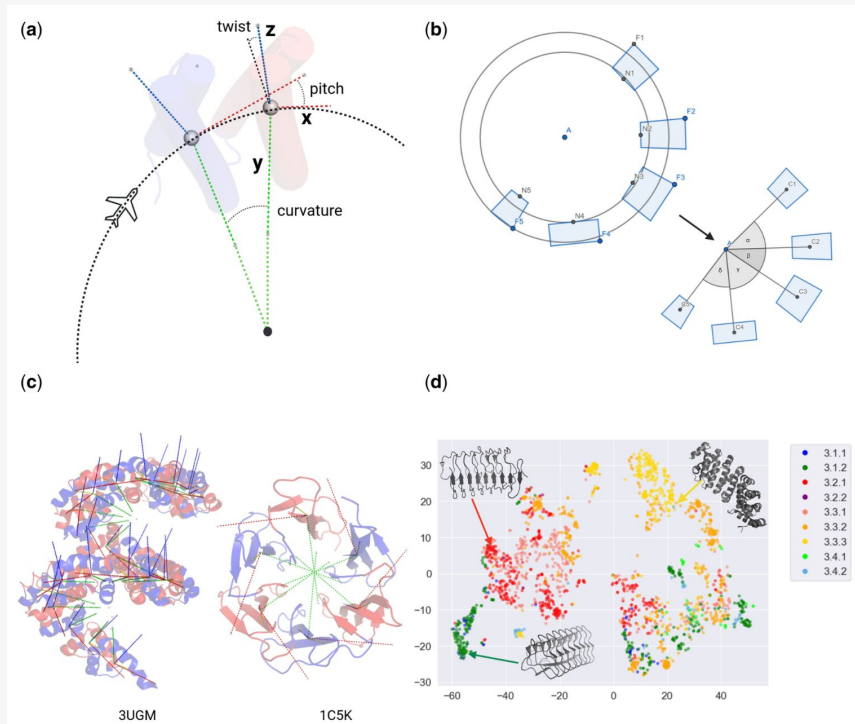 (a)
twist
z
pitch
x
y
curvature
(b)
F1
N1
F2
N2
A
N3
F3
N5
N4
F5
F4
C1
A
α
C2
β
δ
γ
C3
C5
C4
(c)
3UGM
1C5K
(d)
30
20
10
0
−10
−20
−30
−60
−40
−20
0
20
40
3.1.1
3.1.2
3.2.1
3.2.2
3.3.1
3.3.2
3.3.3
3.4.1
3.4.2